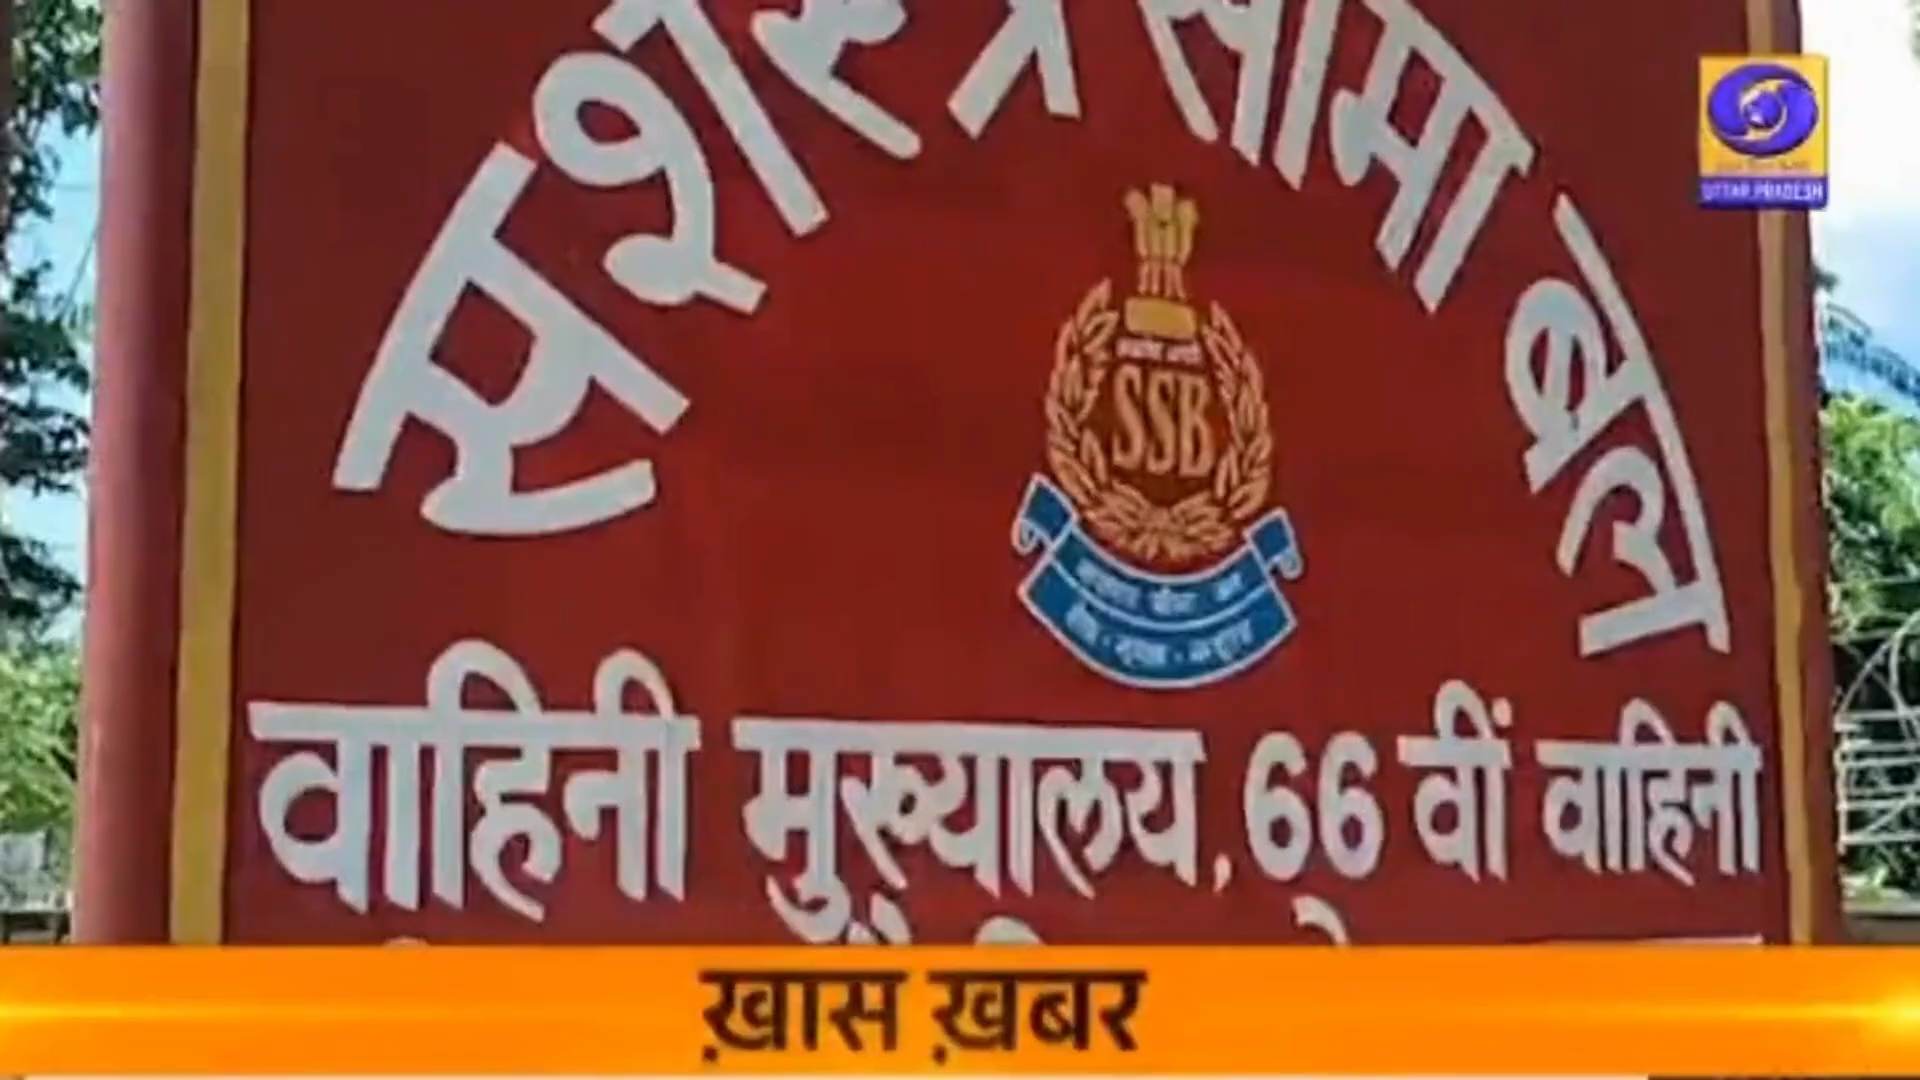 सशस्त्र सीमा बल
UTTAR PRADESH
SSB
वाहिनी मुख्यालय, 66 वीं वाहिनी
ख़ास ख़बर